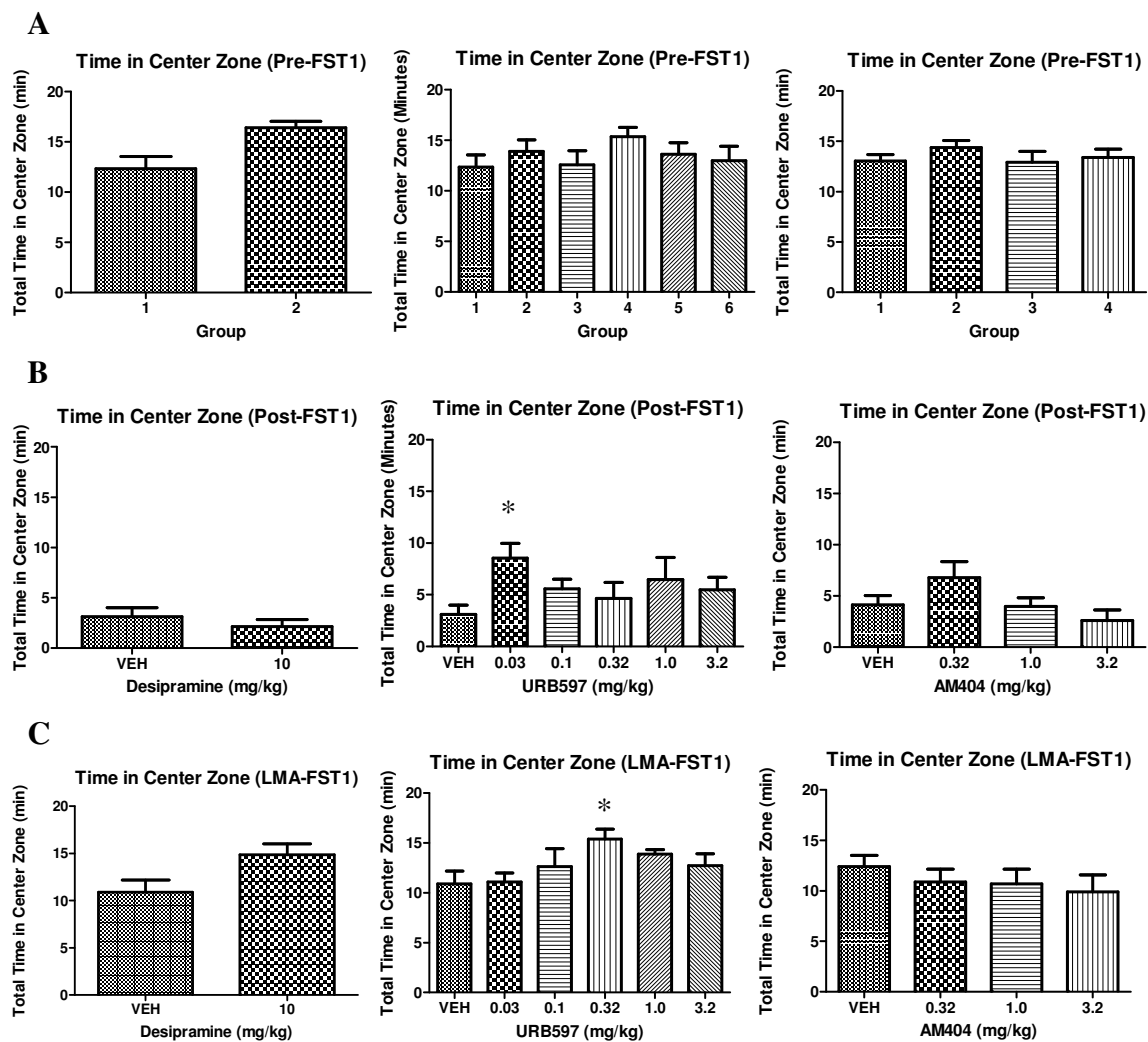 A
Time in Center Zone (Pre-FST1)
Total Time in Center Zone (min)
20
15
10
5
0
1 2
Group
Time in Center Zone (Pre-FST1)
Total Time in Center Zone (Minutes)
20
15
10
5
0
1 2 3 4 5 6
Group
Time in Center Zone (Pre-FST1)
Total Time in Center Zone (min)
20
15
10
5
0
1 2 3 4
Group
B
Time in Center Zone (Post-FST1)
Total Time in Center Zone (min)
20
15
10
5
0
VEH 10
Desipramine (mg/kg)
Time in Center Zone (Post-FST1)
Total Time in Center Zone (Minutes)
20
15
10
5
0
*
VEH 0.03 0.1 0.32 1.0 3.2
URB597 (mg/kg)
Time in Center Zone (Post-FST1)
Total Time in Center Zone (min)
20
15
10
5
0
VEH 0.32 1.0 3.2
AM404 (mg/kg)
C
Time in Center Zone (LMA-FST1)
Total Time in Center Zone (min)
20
15
10
5
0
VEH 10
Desipramine (mg/kg)
Time in Center Zone (LMA-FST1)
Total Time in Center Zone (min)
20
15
10
5
0
*
VEH 0.03 0.1 0.32 1.0 3.2
URB597 (mg/kg)
Time in Center Zone (LMA-FST1)
Total Time in Center Zone (min)
20
15
10
5
0
VEH 0.32 1.0 3.2
AM404 (mg/kg)